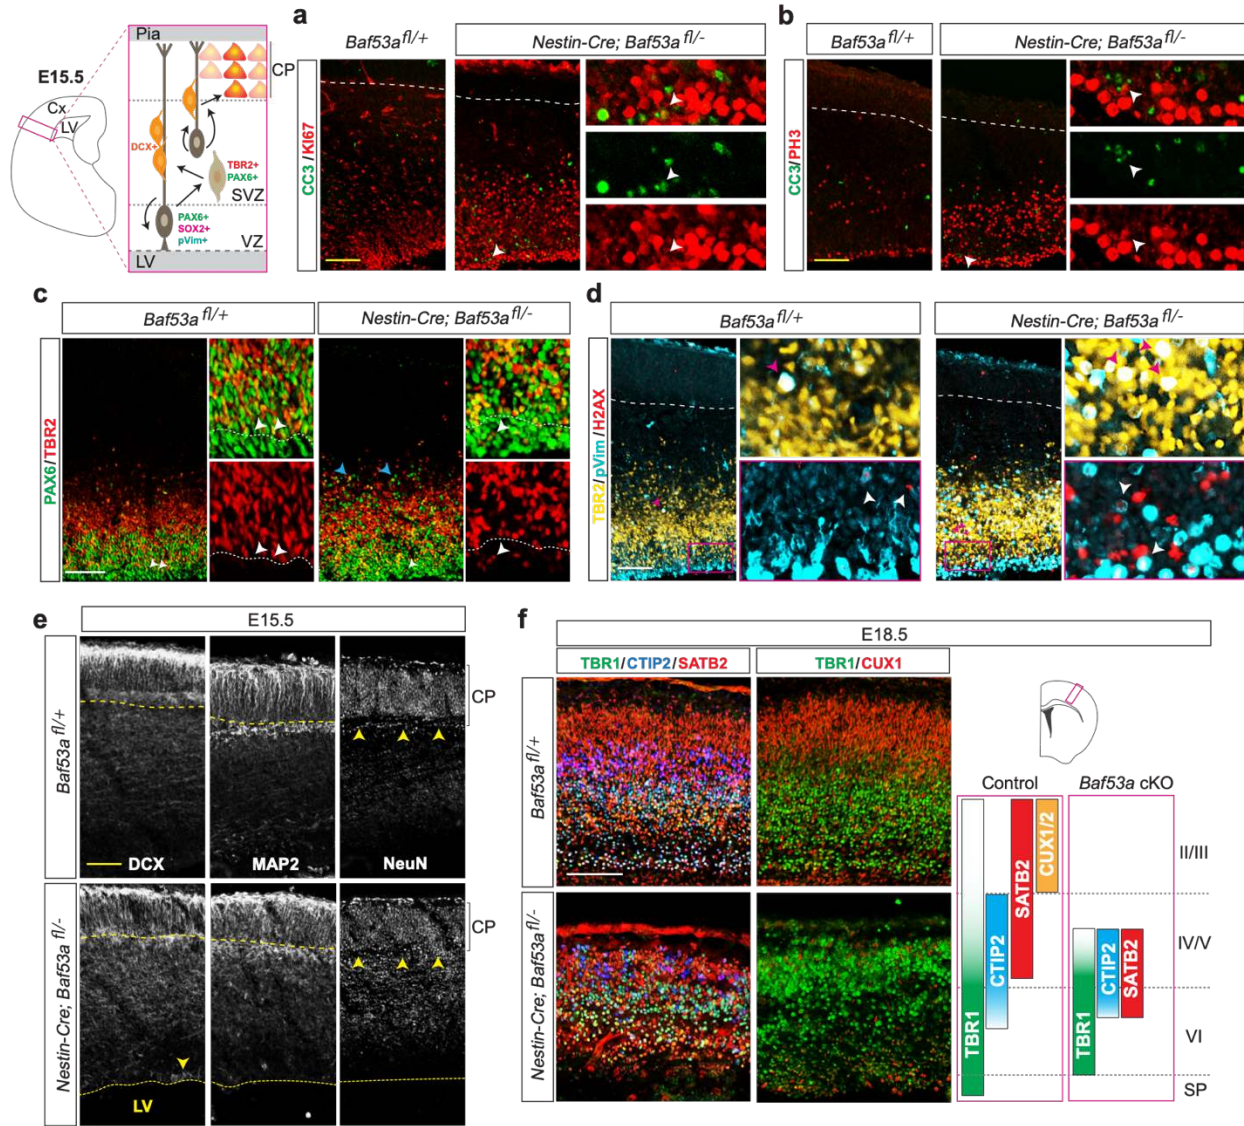 E15.5
Cx
LV
Pia
CP
DCX+
TBR2+
PAX6+
SVZ
PAX6+
SOX2+
pVim+
VZ
LV
a
Baf53a fl/+
Nestin-Cre; Baf53a fl/-
CC3/KI67
b
Baf53a fl/+
Nestin-Cre; Baf53a fl/-
CC3/PH3
c
Baf53a fl/+
Nestin-Cre; Baf53a fl/-
PAX6/TBR2
d
Baf53a fl/+
Nestin-Cre; Baf53a fl/-
TBR2/pVim/H2AX
e
E15.5
Baf53a fl/+
DCX
MAP2
NeuN
CP
Nestin-Cre; Baf53a fl/-
CP
LV
f
E18.5
TBR1/CTIP2/SATB2
TBR1/CUX1
Baf53a fl/+
Nestin-Cre; Baf53a fl/-
Control
Baf53a cKO
TBR1
CTIP2
SATB2
CUX1/2
TBR1
CTIP2
SATB2
II/III
IV/V
VI
SP